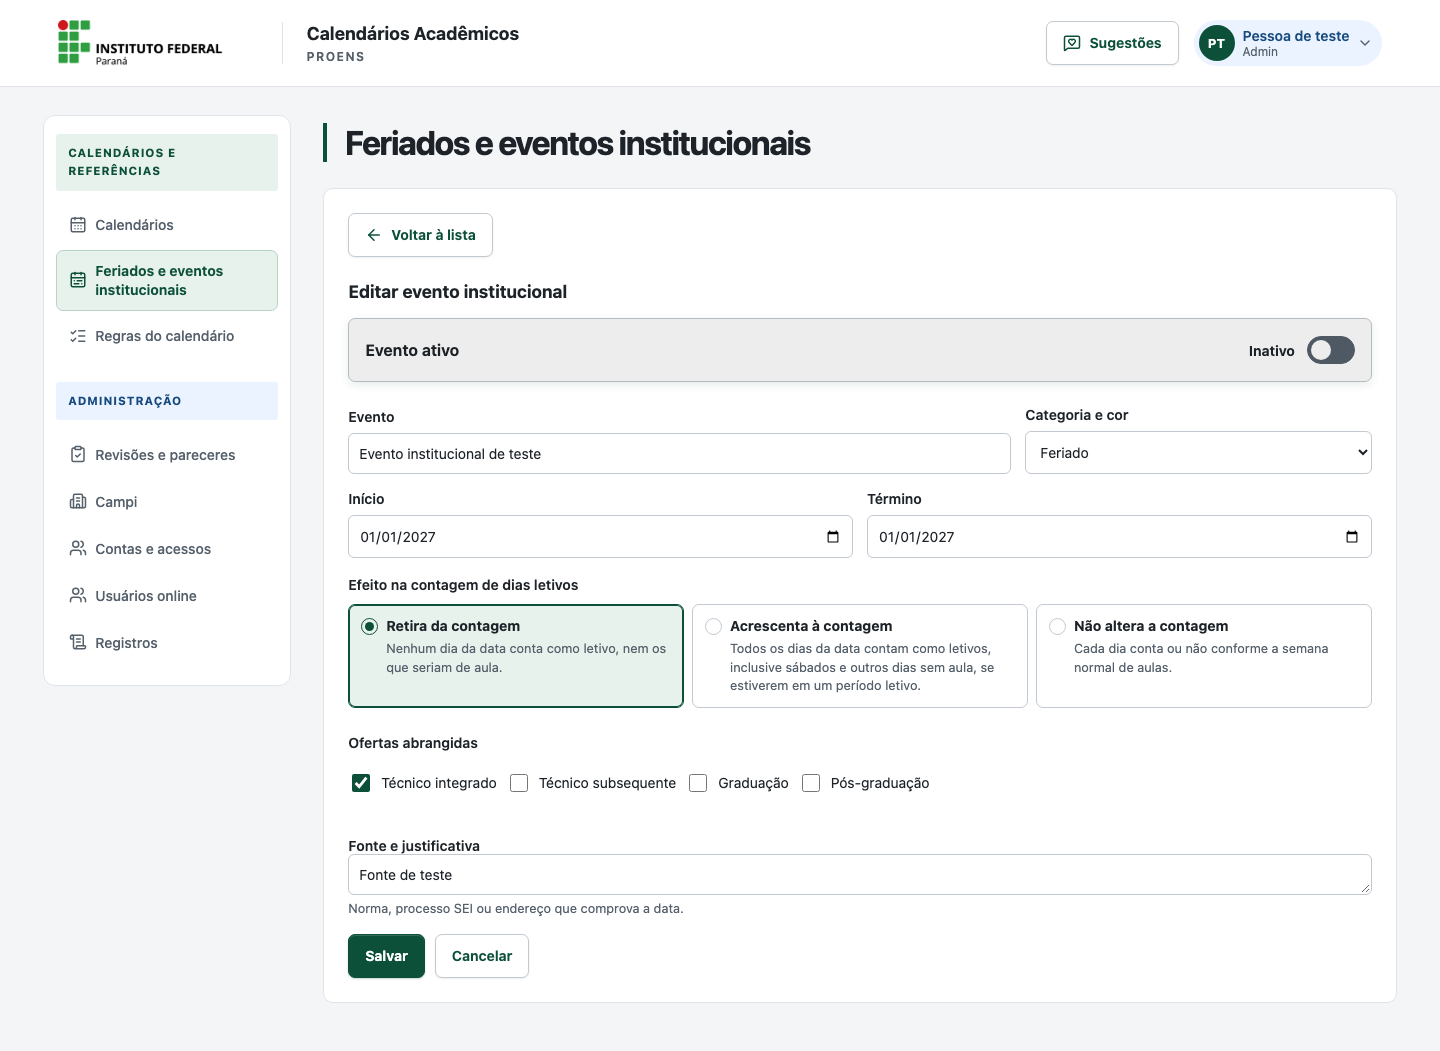 INSTITUTO FEDERAL
Paraná
Calendários Acadêmicos
PROENS
Sugestões
PT
Pessoa de teste
Admin
CALENDÁRIOS E
REFERÊNCIAS
Calendários
Feriados e eventos
institucionais
Regras do calendário
ADMINISTRAÇÃO
Revisões e pareceres
Campi
Contas e acessos
Usuários online
Registros
Feriados e eventos institucionais
Voltar à lista
Editar evento institucional
Evento ativo
Inativo
Evento
Categoria e cor
Evento institucional de teste
Feriado
Início
Término
01/01/2027
01/01/2027
Efeito na contagem de dias letivos
Retira da contagem
Nenhum dia da data conta como letivo, nem os
que seriam de aula.
Acrescenta à contagem
Todos os dias da data contam como letivos,
inclusive sábados e outros dias sem aula, se
estiverem em um período letivo.
Não altera a contagem
Cada dia conta ou não conforme a semana
normal de aulas.
Ofertas abrangidas
Técnico integrado
Técnico subsequente
Graduação
Pós-graduação
Fonte e justificativa
Fonte de teste
Norma, processo SEI ou endereço que comprova a data.
Salvar
Cancelar